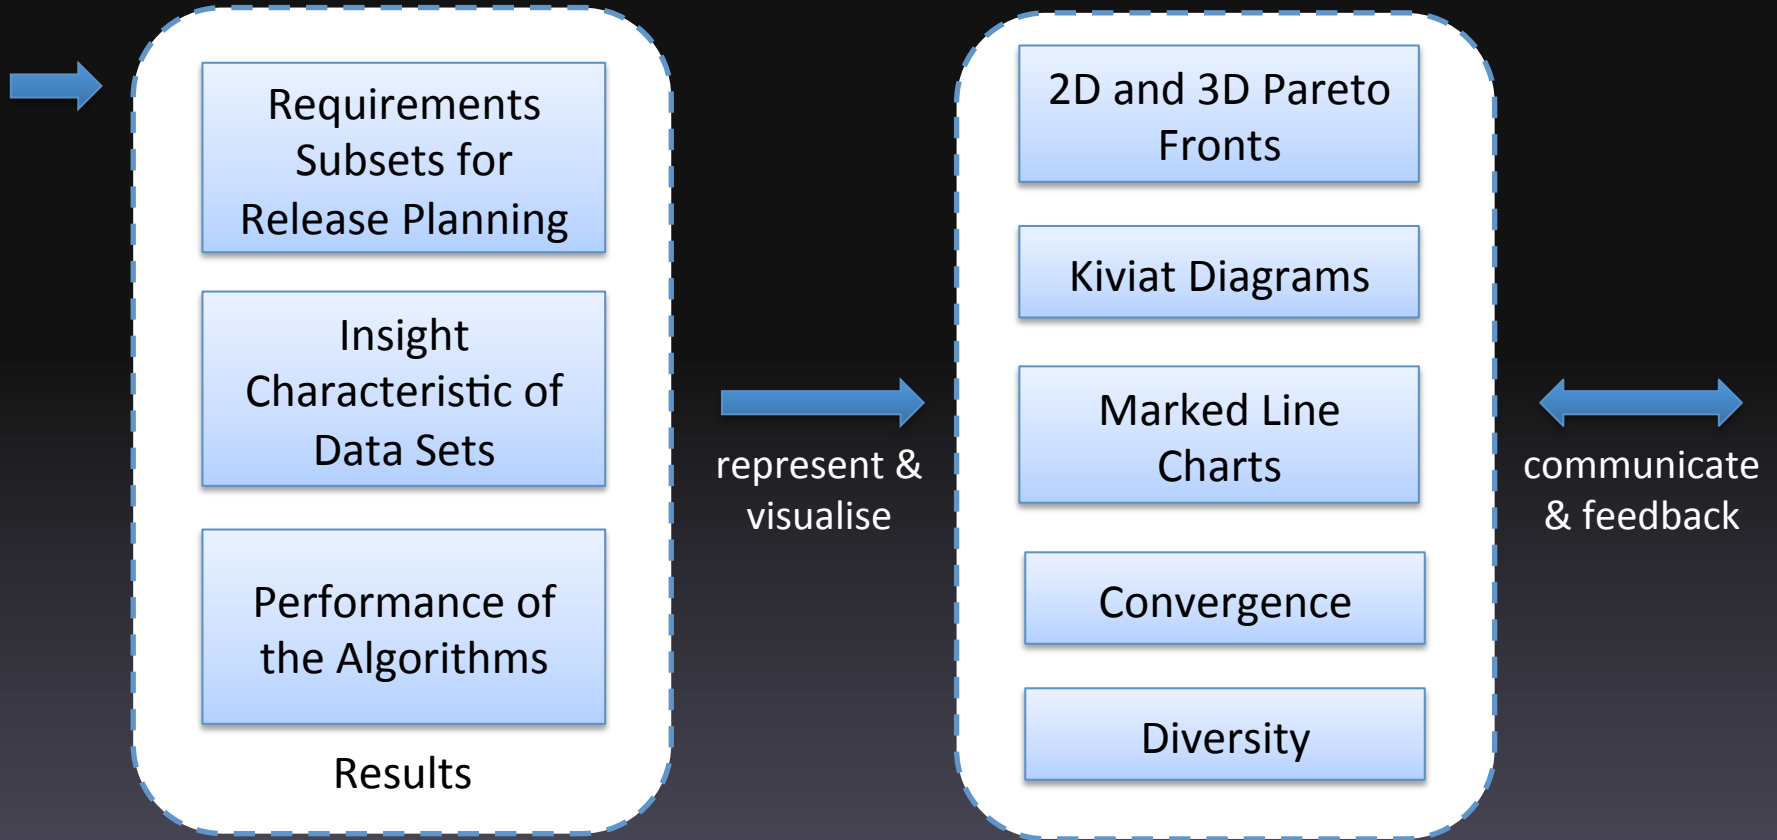 Requirements
Subsets for
Release Planning
Insight
Characteristic of
Data Sets
Performance of
the Algorithms
Results
represent &
visualise
2D and 3D Pareto
Fronts
Kiviat Diagrams
Marked Line
Charts
Convergence
Diversity
communicate
& feedback